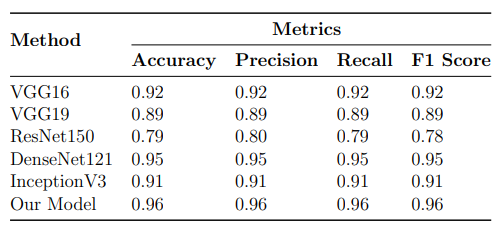 Method Metrics
Accuracy Precision Recall F1 Score
VGG16 0.92 0.92 0.92 0.92
VGG19 0.89 0.89 0.89 0.89
ResNet150 0.79 0.80 0.79 0.78
DenseNet121 0.95 0.95 0.95 0.95
InceptionV3 0.91 0.91 0.91 0.91
Our Model 0.96 0.96 0.96 0.96